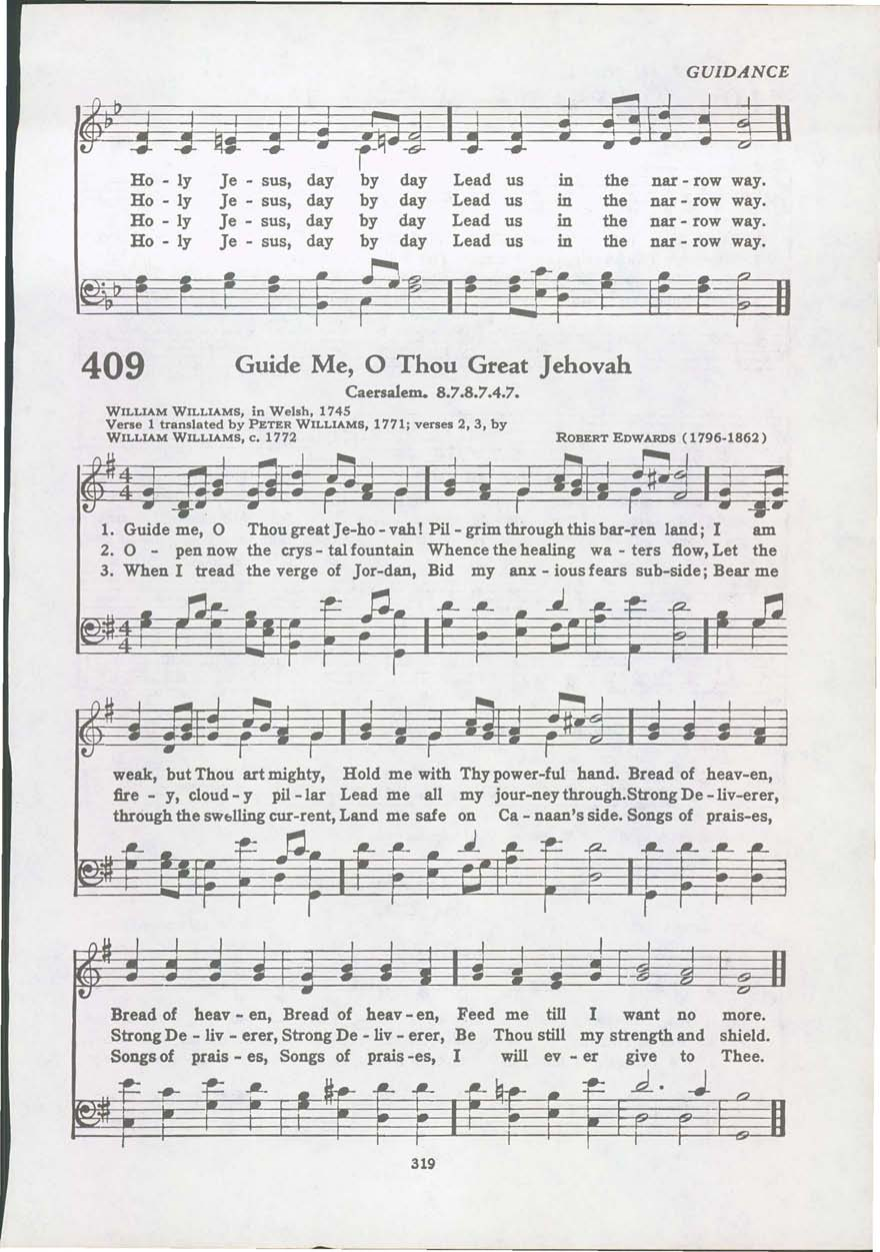 GUIDANCE
Ho - ly Je - sus, day by day Lead us in the nar - row way.
Ho - ly Je - sus, day by day Lead us in the nar - row way.
Ho - ly Je - sus, day by day Lead us in the nar - row way.
Ho - ly Je - sus, day by day Lead us in the nar - row way.
409 Guide Me, O Thou Great Jehovah
Caersalem. 8.7.8.7.4.7.
WILLIAM WILLIAMS, in Welsh, 1745
Verse 1 translated by PETER WILLIAMS, 1771; verses 2, 3, by
WILLIAM WILLIAMS, c. 1772 ROBERT EDWARDS (1796-1862)
4
4
1. Guide me, O Thou great Je-ho - vah! Pil - grim through this bar-ren land; I am
2. O - pen now the crys - tal fountain Whence the healing wa - ters flow, Let the
3. When I tread the verge of Jor-dan, Bid my anx - ious fears sub-side; Bear me
4
4
weak, but Thou art mighty, Hold me with Thy power-ful hand. Bread of heav-en,
fire - y, cloud - y pil - lar Lead me all my jour-ney through. Strong De - liv-erer,
through the swelling cur-rent, Land me safe on Ca - naan's side. Songs of prais-es,
Bread of heav - en, Bread of heav - en, Feed me till I want no more.
Strong De - liv - erer, Strong De - liv - erer, Be Thou still my strength and shield.
Songs of prais - es, Songs of prais - es, I will ev - er give to Thee.
319